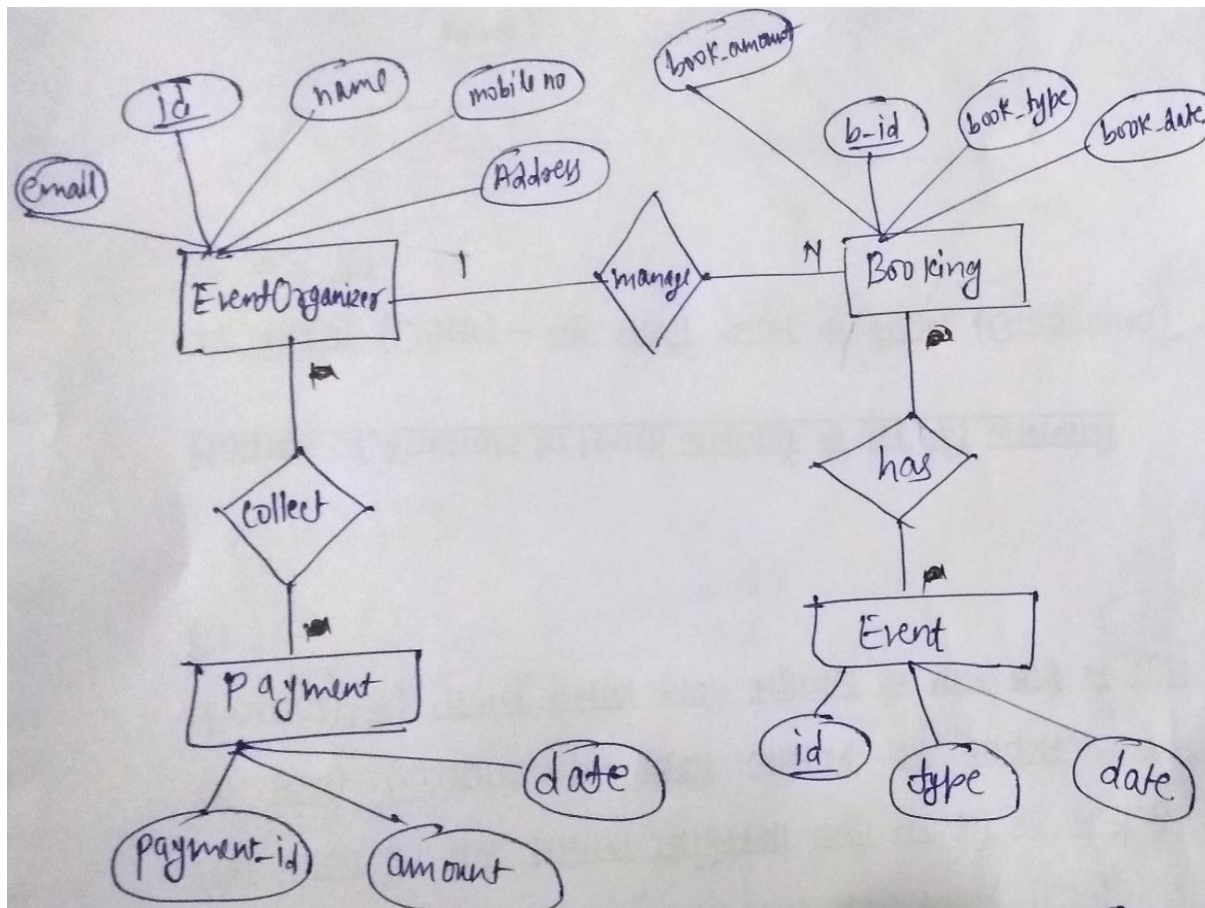 book_amount
id
name
mobile no
b-id
book_type
book_date
email
Address
EventOrganizer
1
manage
N
Booking
collect
has
Payment
Event
date
id
type
date
payment_id
amount